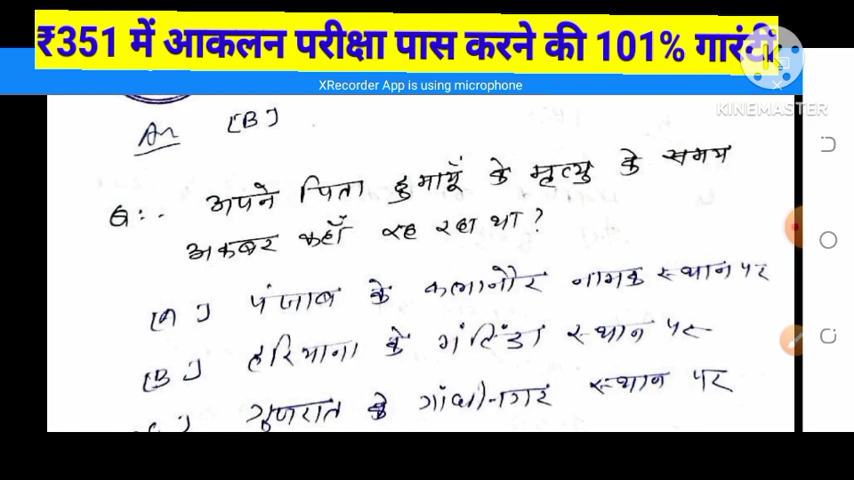 ₹351 में आकलन परीक्षा पास करने की 101% गारंटी
XRecorder App is using microphone
KINEMASTER
Ans [B]
Q:- अपने पिता हुमायूँ के मृत्यु के समय
अकबर कहाँ रह रहा था?
[A] पंजाब के कलानौर नामक स्थान पर
[B] हरियाणा के स्थान पर
गुजरात के गांधीनगर स्थान पर